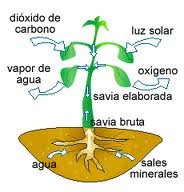 dióxido de
carbono
luz solar
vapor de
agua
oxígeno
savia elaborada
savia bruta
agua
sales
minerales